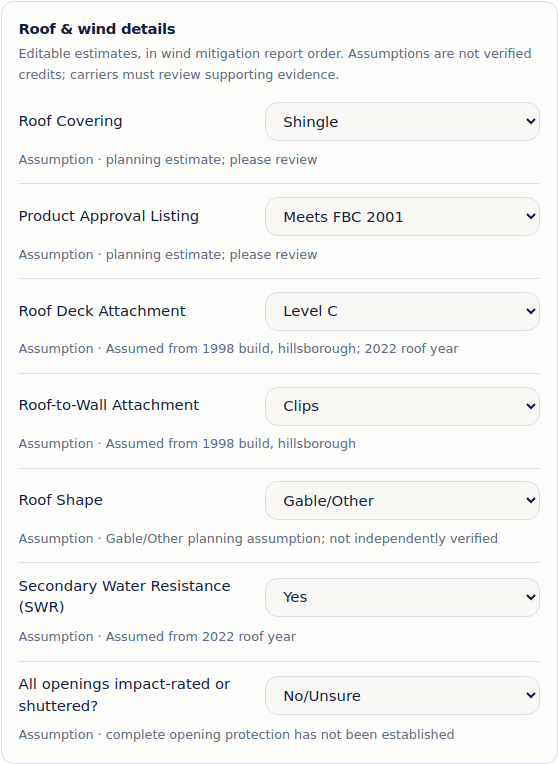 Roof & wind details
Editable estimates, in wind mitigation report order. Assumptions are not verified
credits; carriers must review supporting evidence.
Roof Covering
Shingle
Assumption · planning estimate; please review
Product Approval Listing
Meets FBC 2001
Assumption · planning estimate; please review
Roof Deck Attachment
Level C
Assumption · Assumed from 1998 build, hillsborough; 2022 roof year
Roof-to-Wall Attachment
Clips
Assumption · Assumed from 1998 build, hillsborough
Roof Shape
Gable/Other
Assumption · Gable/Other planning assumption; not independently verified
Secondary Water Resistance
(SWR)
Yes
Assumption · Assumed from 2022 roof year
All openings impact-rated or
shuttered?
No/Unsure
Assumption · complete opening protection has not been established